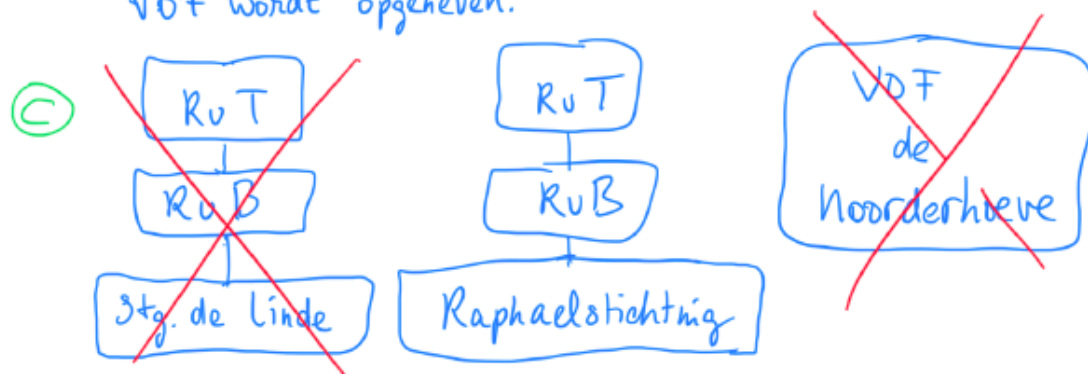 VOF wordt opgeheven.
C
RvT
RvT
VOF
de
Noorderhoeve
RvB
RvB
Stg. de Linde
Raphaelstichting